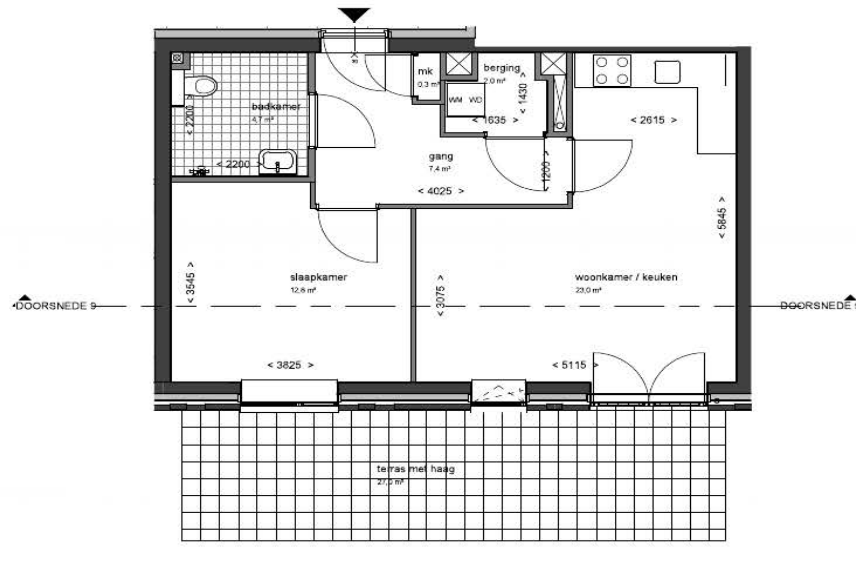 mk
0,3 m²
berging
2,0 m²
< 1430 >
WM WD
< 1635 >
badkamer
4,7 m²
< 2200 >
< 2200 >
< 2615 >
gang
7,4 m²
< 1200 >
< 4025 >
< 5845 >
slaapkamer
12,6 m²
< 3545 >
woonkamer / keuken
23,0 m²
< 3075 >
DOORSNEDE 9
DOORSNEDE 9
< 3825 >
< 5115 >
terras met haag
27,0 m²